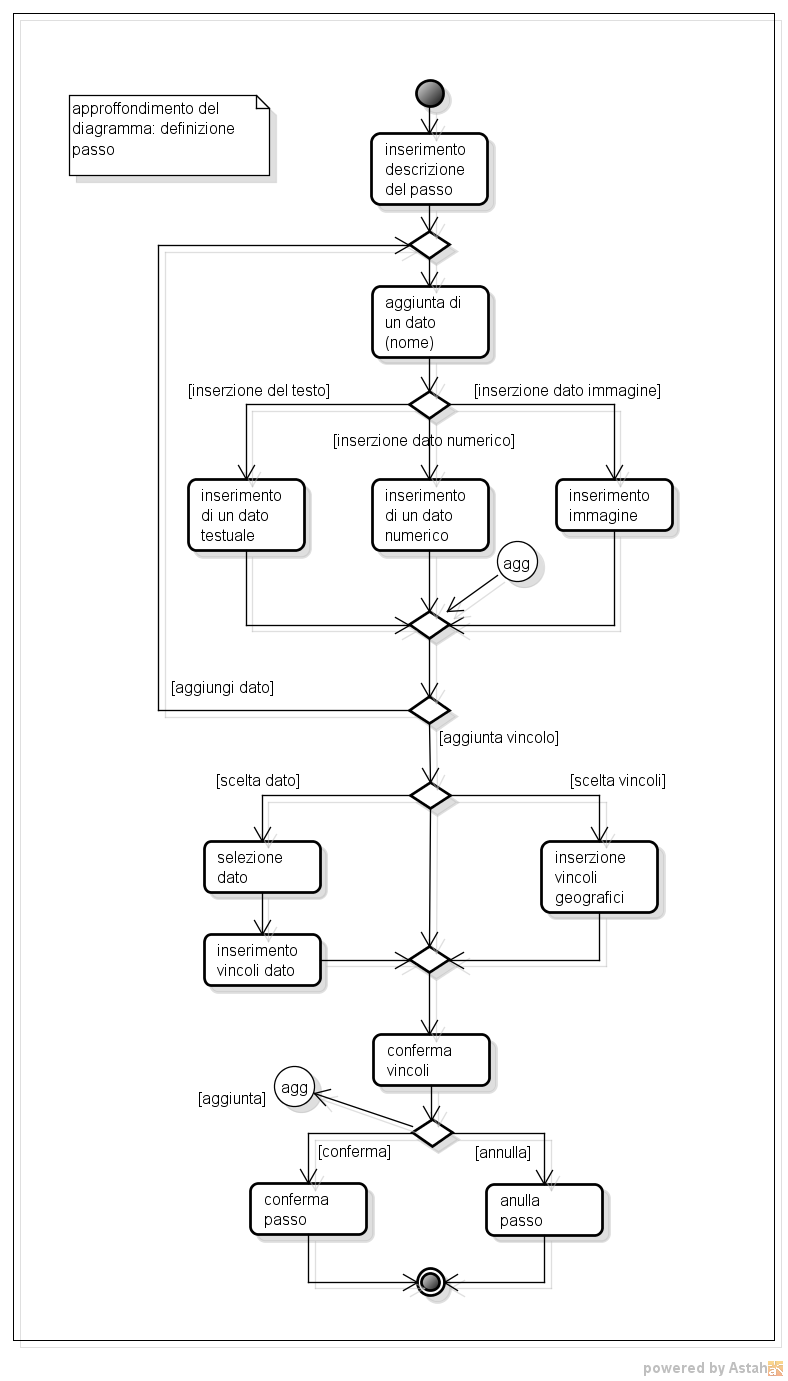 approffondimento del
diagramma: definizione
passo
inserimento
descrizione
del passo
aggiunta di
un dato
(nome)
[inserzione del testo]
[inserzione dato immagine]
[inserzione dato numerico]
inserimento
di un dato
testuale
inserimento
di un dato
numerico
inserimento
immagine
agg
[aggiungi dato]
[aggiunta vincolo]
[scelta dato]
[scelta vincoli]
selezione
dato
inserzione
vincoli
geografici
inserimento
vincoli dato
conferma
vincoli
agg
[aggiunta]
[conferma]
[annulla]
conferma
passo
anulla
passo
powered by Astah